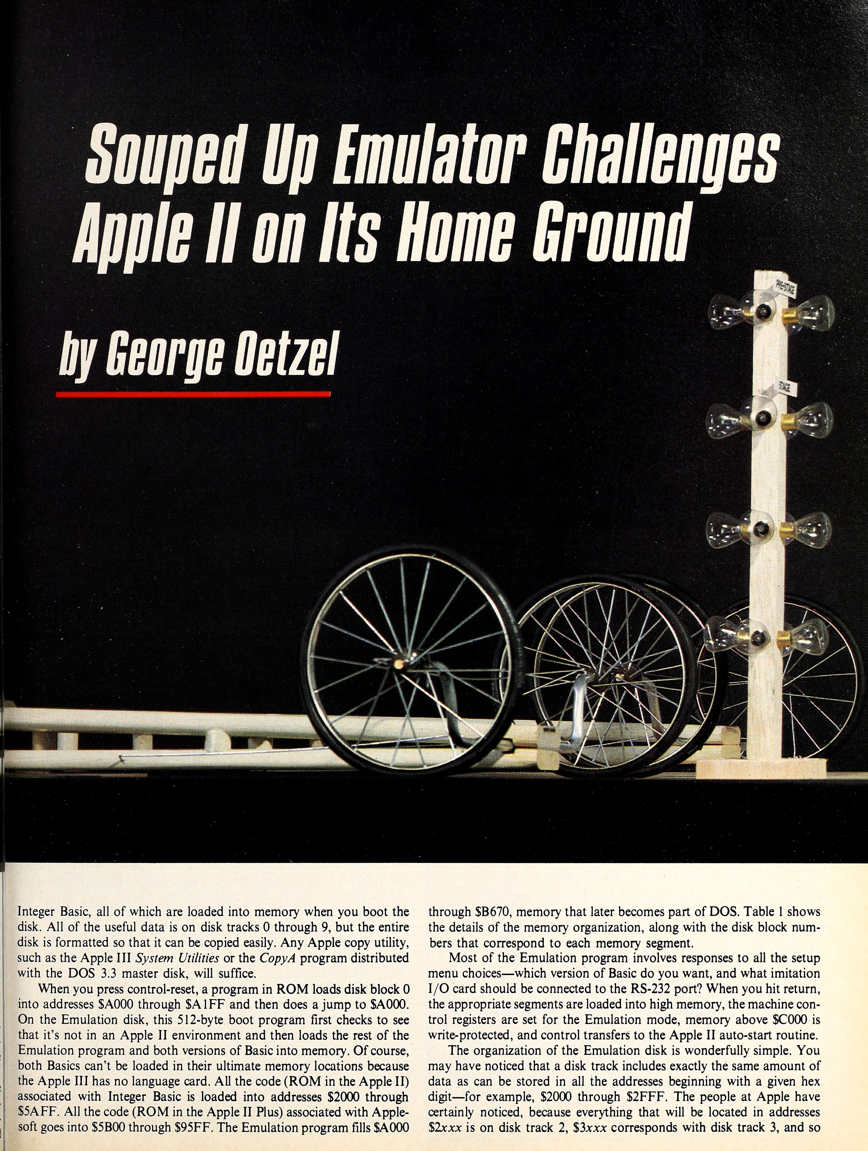 Souped Up Emulator Challenges
Apple II on Its Home Ground
by George Oetzel
PRE-STAGE
STAGE
Integer Basic, all of which are loaded into memory when you boot the
disk. All of the useful data is on disk tracks 0 through 9, but the entire
disk is formatted so that it can be copied easily. Any Apple copy utility,
such as the Apple III System Utilities or the CopyA program distributed
with the DOS 3.3 master disk, will suffice.
When you press control-reset, a program in ROM loads disk block 0
into addresses $A000 through $A1FF and then does a jump to $A000.
On the Emulation disk, this 512-byte boot program first checks to see
that it's not in an Apple II environment and then loads the rest of the
Emulation program and both versions of Basic into memory. Of course,
both Basics can't be loaded in their ultimate memory locations because
the Apple III has no language card. All the code (ROM in the Apple II)
associated with Integer Basic is loaded into addresses $2000 through
$5AFF. All the code (ROM in the Apple II Plus) associated with Apple-
soft goes into $5B00 through $95FF. The Emulation program fills $A000
through $B670, memory that later becomes part of DOS. Table 1 shows
the details of the memory organization, along with the disk block num-
bers that correspond to each memory segment.
Most of the Emulation program involves responses to all the setup
menu choices—which version of Basic do you want, and what imitation
I/O card should be connected to the RS-232 port? When you hit return,
the appropriate segments are loaded into high memory, the machine con-
trol registers are set for the Emulation mode, memory above $C000 is
write-protected, and control transfers to the Apple II auto-start routine.
The organization of the Emulation disk is wonderfully simple. You
may have noticed that a disk track includes exactly the same amount of
data as can be stored in all the addresses beginning with a given hex
digit—for example, $2000 through $2FFF. The people at Apple have
certainly noticed, because everything that will be located in addresses
$2xxx is on disk track 2, $3xxx corresponds with disk track 3, and so